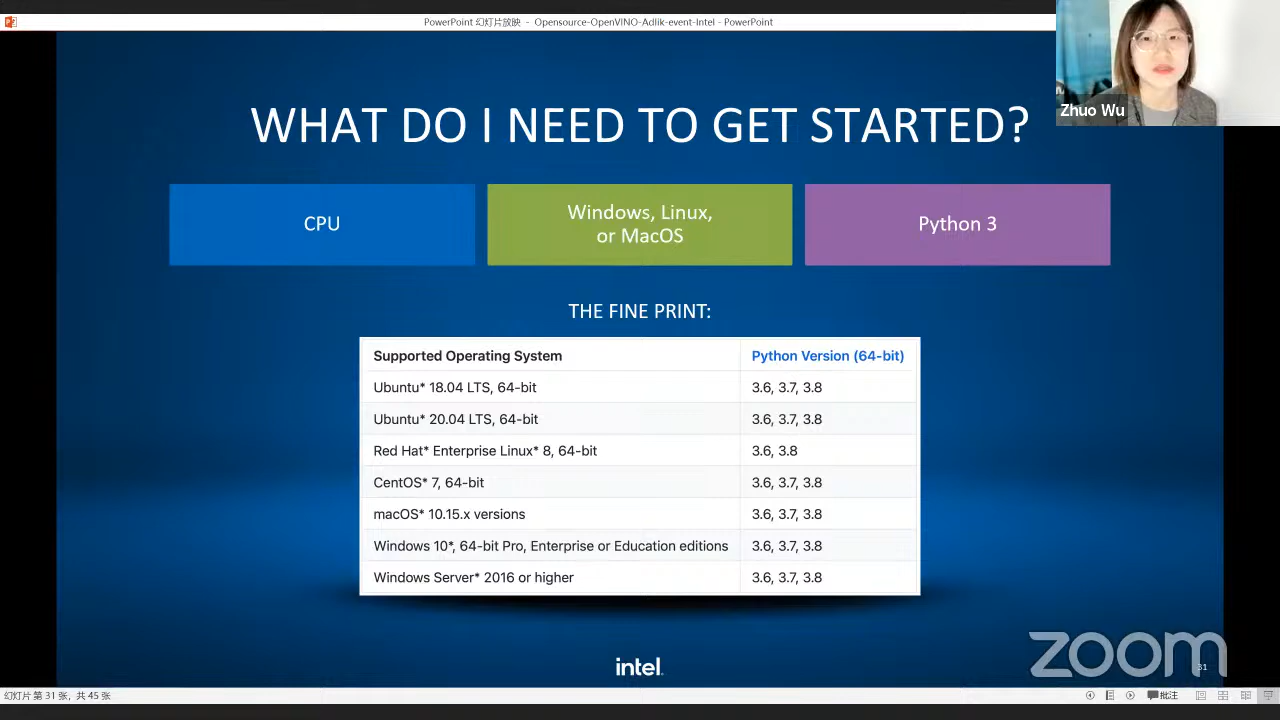 PowerPoint 幻灯片放映 - Opensource-OpenVINO-Adlik-event-Intel - PowerPoint
Zhuo Wu
WHAT DO I NEED TO GET STARTED?
CPU
Windows, Linux,
or MacOS
Python 3
THE FINE PRINT:
Supported Operating System Python Version (64-bit)
Ubuntu* 18.04 LTS, 64-bit 3.6, 3.7, 3.8
Ubuntu* 20.04 LTS, 64-bit 3.6, 3.7, 3.8
Red Hat* Enterprise Linux* 8, 64-bit 3.6, 3.8
CentOS* 7, 64-bit 3.6, 3.7, 3.8
macOS* 10.15.x versions 3.6, 3.7, 3.8
Windows 10*, 64-bit Pro, Enterprise or Education editions 3.6, 3.7, 3.8
Windows Server* 2016 or higher 3.6, 3.7, 3.8
intel.
zoom
31
幻灯片 第 31 张，共 45 张
批注